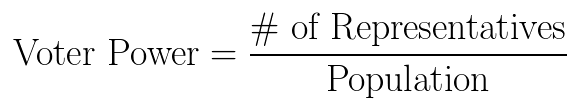 Voter Power = # of Representatives
Population